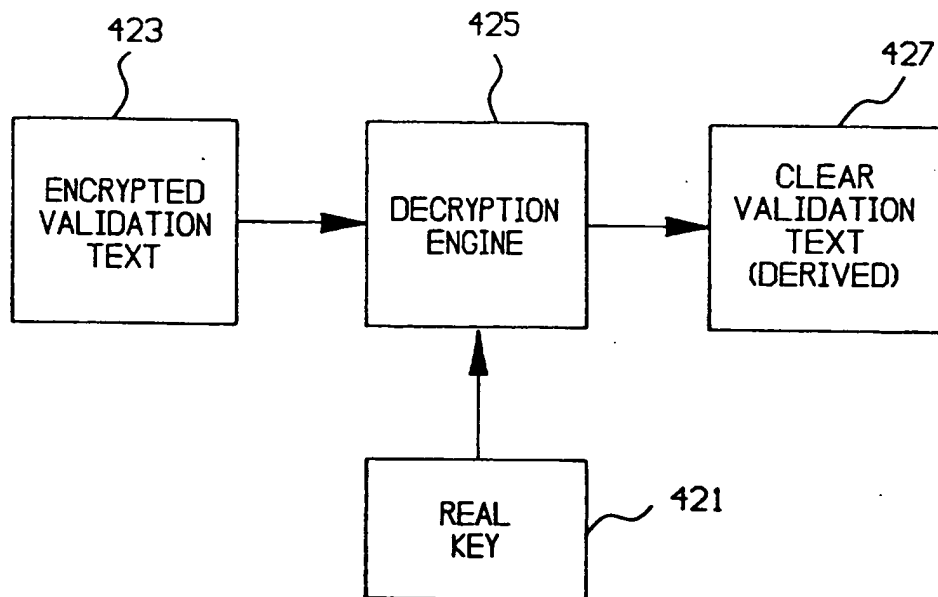 423
425
427
ENCRYPTED
VALIDATION
TEXT
DECRYPTION
ENGINE
CLEAR
VALIDATION
TEXT
(DERIVED)
REAL
KEY
421